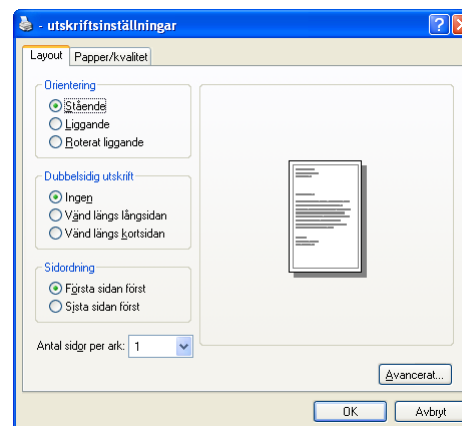 - utskriftsinställningar
Layout Papper/kvalitet
Orientering
Stående
Liggande
Roterat liggande
Dubbelsidig utskrift
Ingen
Vänd längs långsidan
Vänd längs kortsidan
Sidordning
Första sidan först
Sista sidan först
Antal sidor per ark: 1
Avancerat...
OK Avbryt